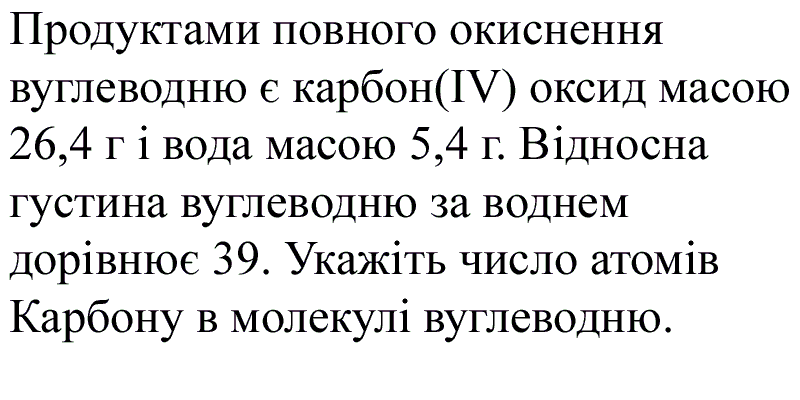 Продуктами повного окиснення
вуглеводню є карбон(IV) оксид масою
26,4 г і вода масою 5,4 г. Відносна
густина вуглеводню за воднем
дорівнює 39. Укажіть число атомів
Карбону в молекулі вуглеводню.